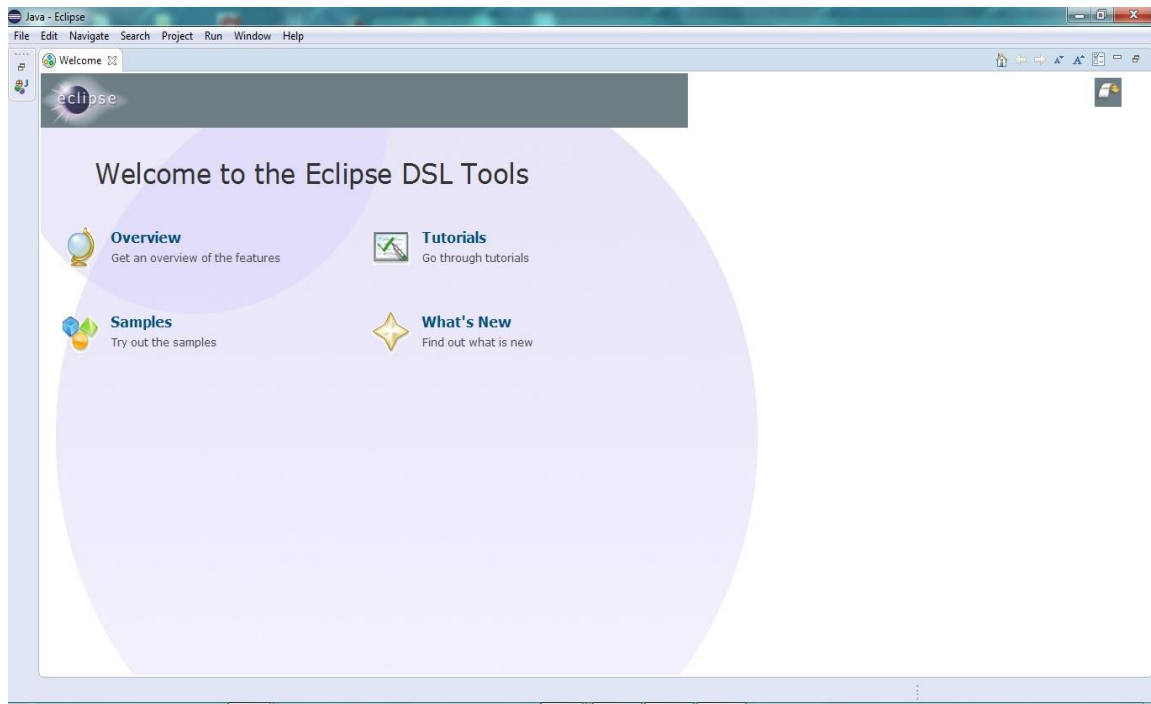 Java - Eclipse
File Edit Navigate Search Project Run Window Help
Welcome
eclipse
Welcome to the Eclipse DSL Tools
Overview
Get an overview of the features
Tutorials
Go through tutorials
Samples
Try out the samples
What's New
Find out what is new